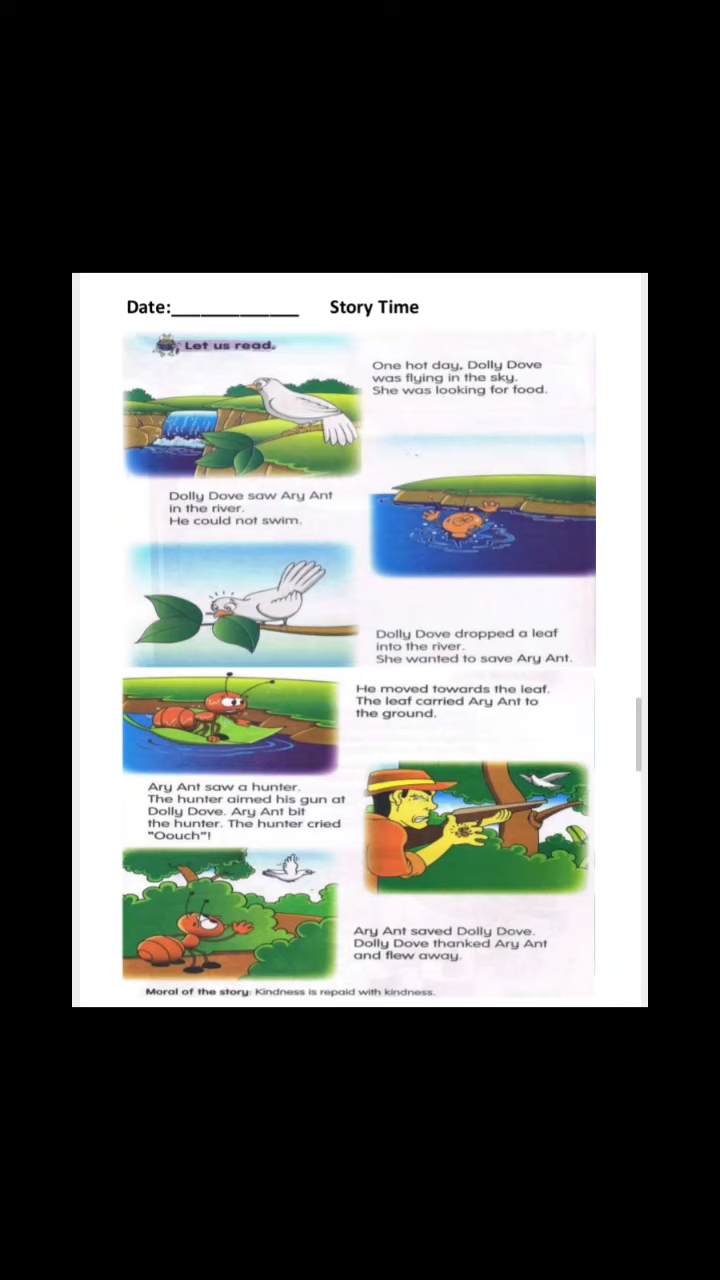 Date:_____________ Story Time
Let us read.
One hot day, Dolly Dove
was flying in the sky.
She was looking for food.
Dolly Dove saw Ary Ant
in the river.
He could not swim.
Dolly Dove dropped a leaf
into the river.
She wanted to save Ary Ant.
He moved towards the leaf.
The leaf carried Ary Ant to
the ground.
Ary Ant saw a hunter.
The hunter aimed his gun at
Dolly Dove. Ary Ant bit
the hunter. The hunter cried
"Oouch"!
Ary Ant saved Dolly Dove.
Dolly Dove thanked Ary Ant
and flew away.
Moral of the story: Kindness is repaid with kindness.